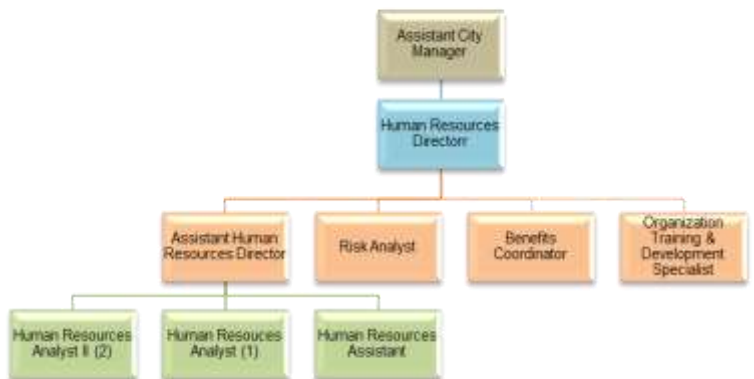 Assistant City
Manager
Human Resources
Directorr
Assistant Human
Resources Director
Risk Analyst
Benefits
Coordinator
Organization
Training &
Development
Specialist
Human Resources
Analyst II (2)
Human Resouces
Analyst (1)
Human Resources
Assistant